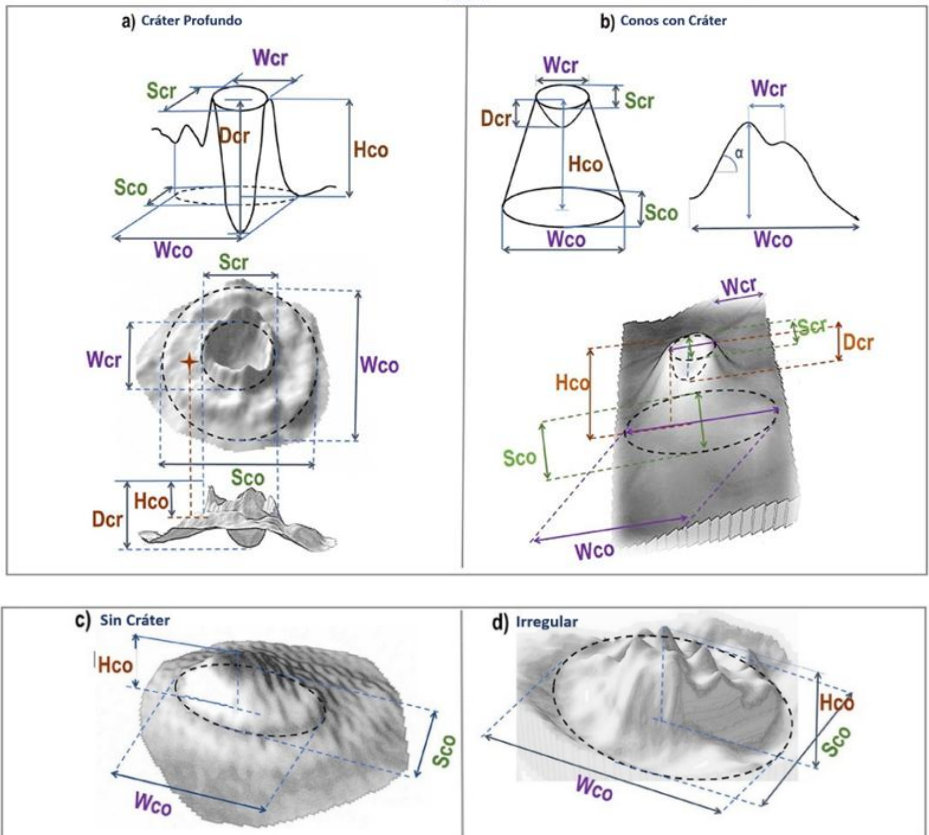 a) Cráter Profundo
Wcr
Scr
Dcr
Hco
Sco
Wco
Scr
Wcr
Wco
Sco
Hco
Dcr
b) Conos con Cráter
Wcr
Scr
Dcr
Hco
Sco
Wco
Wcr
α
Wco
Wcr
Scr
Dcr
Hco
Sco
Wco
c) Sin Cráter
Hco
Sco
Wco
d) Irregular
Hco
Sco
Wco